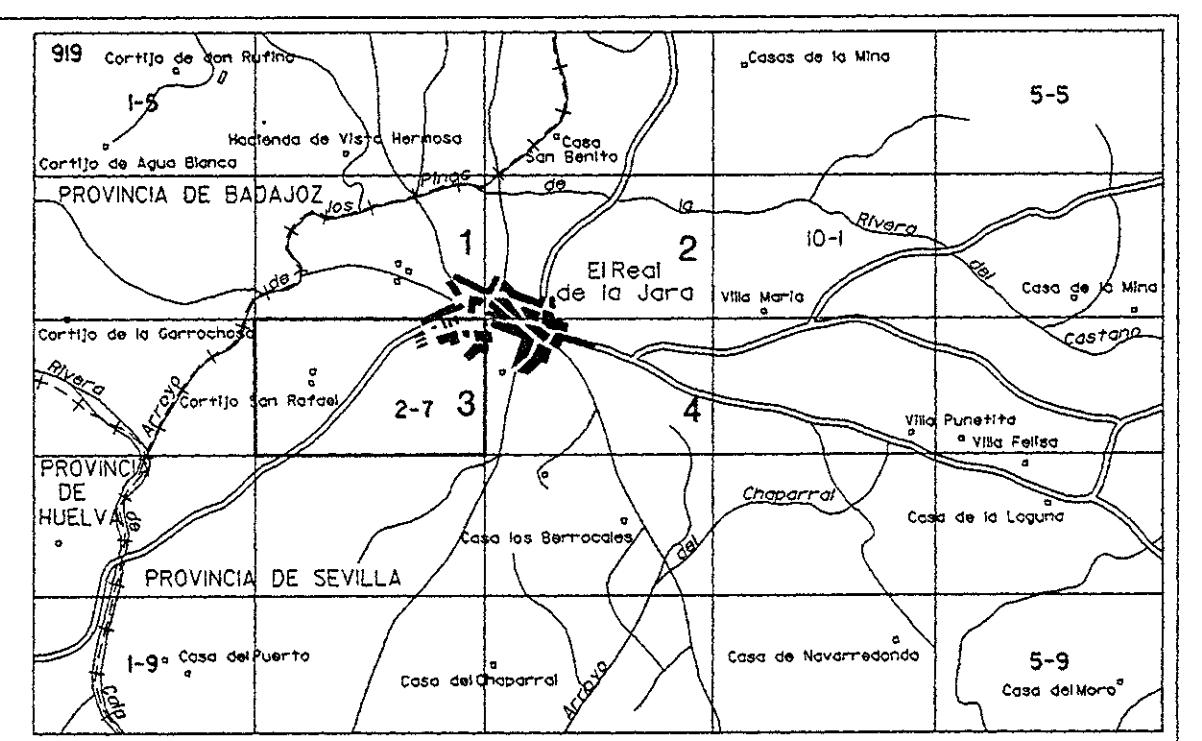 919
Cortijo de don Rufino
Casas de la Mina
1-5
5-5
Hacienda de Vista Hermosa
Casa
San Benito
Cortijo de Agua Blanca
PROVINCIA DE BADAJOZ
Arroyo de los Pinos
de la
Rivera
del
Castano
1
2
10-1
El Real
de la Jara
Villa Maria
Casa de la Mina
Cortijo de la Garrochosa
Rivera
de
Cala
Cortijo San Rafael
2-7
3
4
Villa Punetita
Villa Felisa
PROVINCIA
DE
HUELVA
Arroyo
del
Chaparral
Casa de la Laguna
Casa los Berrocales
PROVINCIA DE SEVILLA
1-9
Casa del Puerto
Casa del Chaparral
Casa de Navarredonda
5-9
Casa del Moro